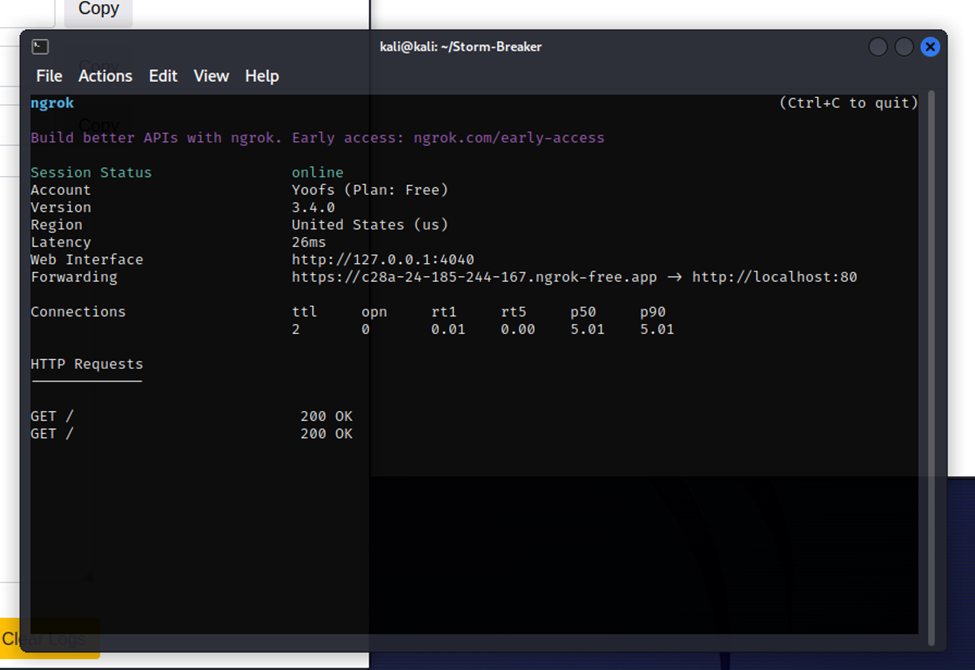 Copy
kali@kali: ~/Storm-Breaker
File Actions Edit View Help
Copy
ngrok (Ctrl+C to quit)
Copy
Build better APIs with ngrok. Early access: ngrok.com/early-access
Session Status online
Account Yoofs (Plan: Free)
Version 3.4.0
Region United States (us)
Latency 26ms
Web Interface http://127.0.0.1:4040
Forwarding https://c28a-24-185-244-167.ngrok-free.app → http://localhost:80
Connections ttl opn rt1 rt5 p50 p90
2 0 0.01 0.00 5.01 5.01
HTTP Requests
GET / 200 OK
GET / 200 OK
Clear Logs